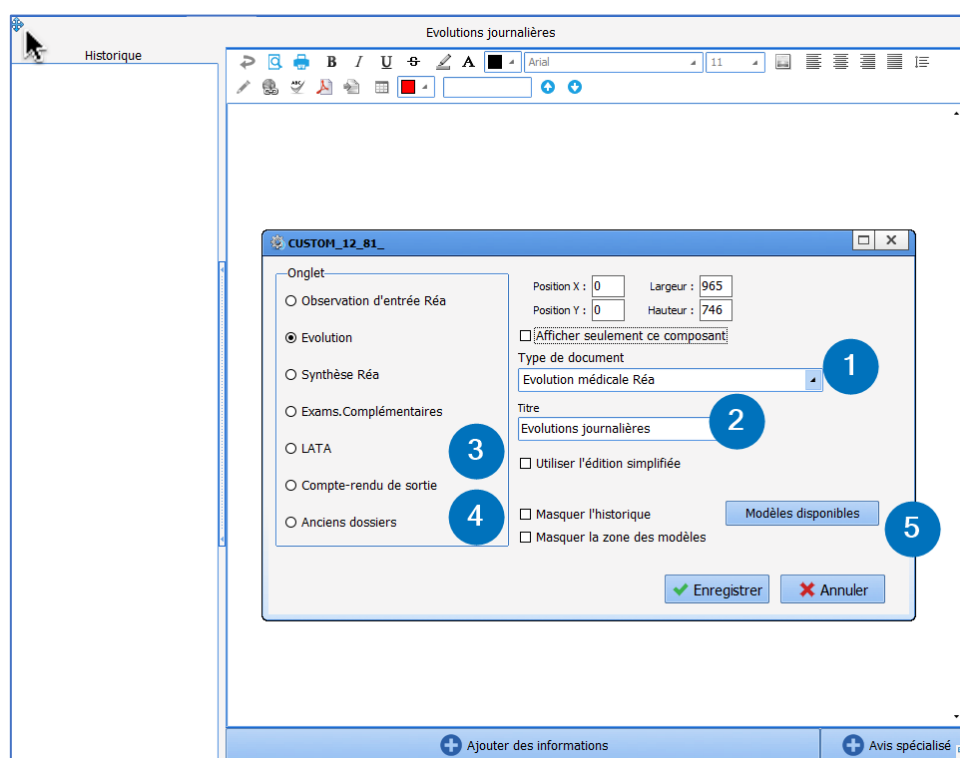 Evolutions journalières
Historique
B I U S A Arial 11
ABC
CUSTOM_12_81_
Onglet
Observation d'entrée Réa
Evolution
Synthèse Réa
Exams.Complémentaires
LATA
Compte-rendu de sortie
Anciens dossiers
3
4
Position X : 0 Largeur : 965
Position Y : 0 Hauteur : 746
Afficher seulement ce composant
Type de document
Evolution médicale Réa
1
Titre
Evolutions journalières
2
Utiliser l'édition simplifiée
Masquer l'historique
Modèles disponibles
5
Masquer la zone des modèles
Enregistrer
Annuler
Ajouter des informations
Avis spécialisé